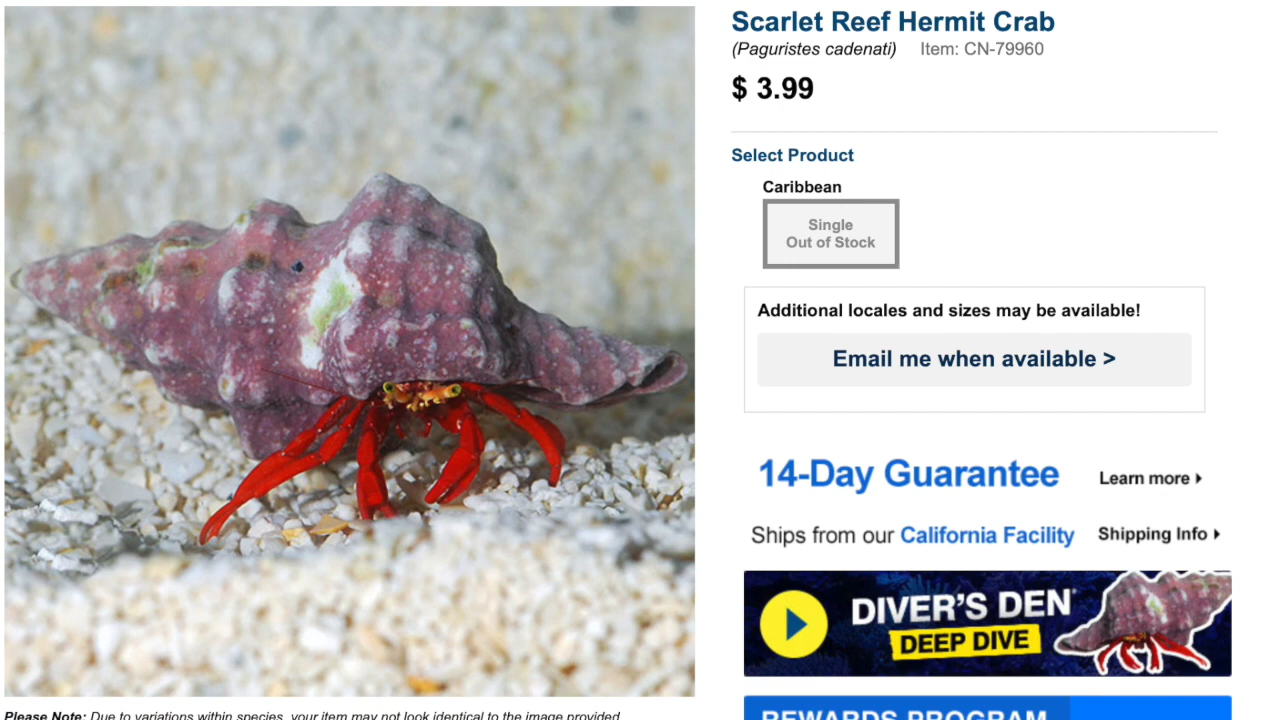 Scarlet Reef Hermit Crab
(Paguristes cadenati) Item: CN-79960
$ 3.99
Select Product
Caribbean
Single
Out of Stock
Additional locales and sizes may be available!
Email me when available >
14-Day Guarantee Learn more
Ships from our California Facility Shipping Info
DIVER'S DEN
DEEP DIVE
REWARDS PROGRAM
Please Note: Due to variations within species, your item may not look identical to the image provided.